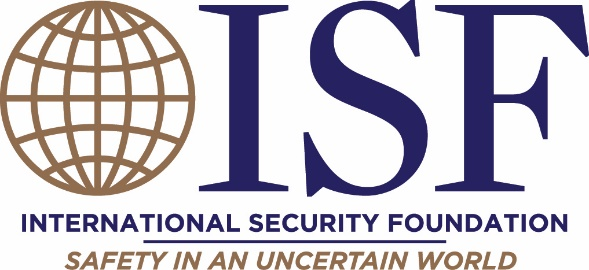 ISF
INTERNATIONAL SECURITY FOUNDATION
SAFETY IN AN UNCERTAIN WORLD